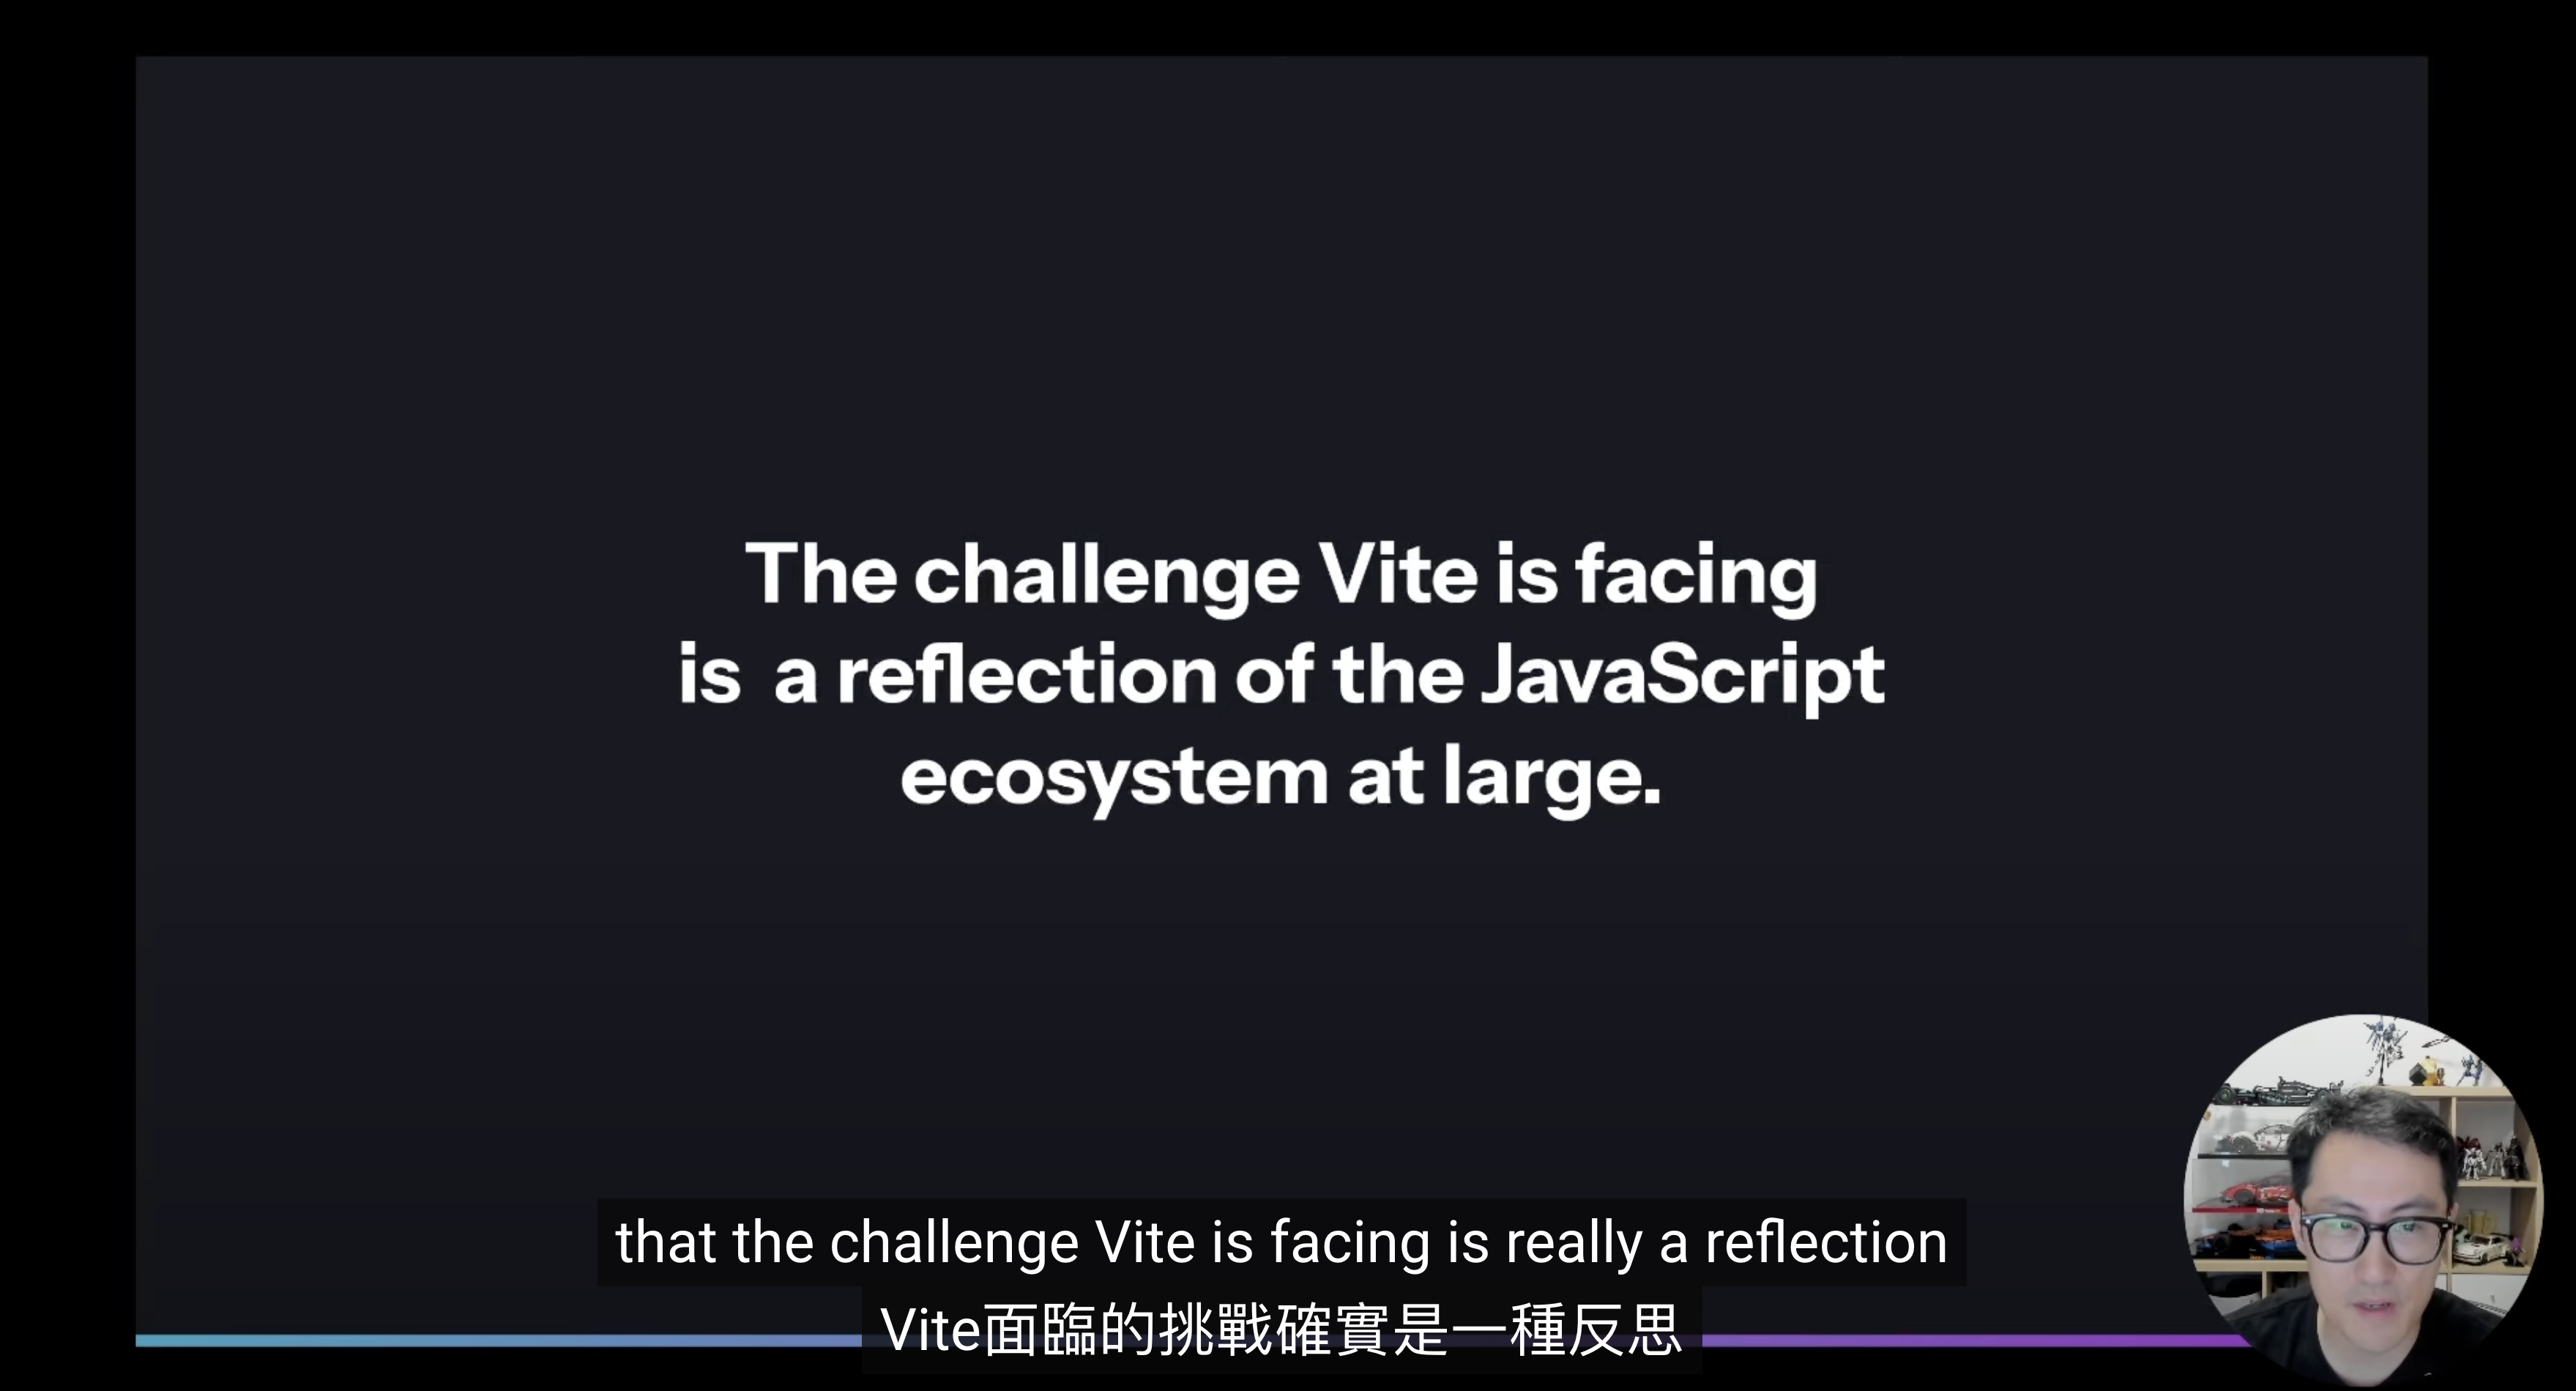 The challenge Vite is facing
is a reflection of the JavaScript
ecosystem at large.
that the challenge Vite is facing is really a reflection
Vite面臨的挑戰確實是一種反思